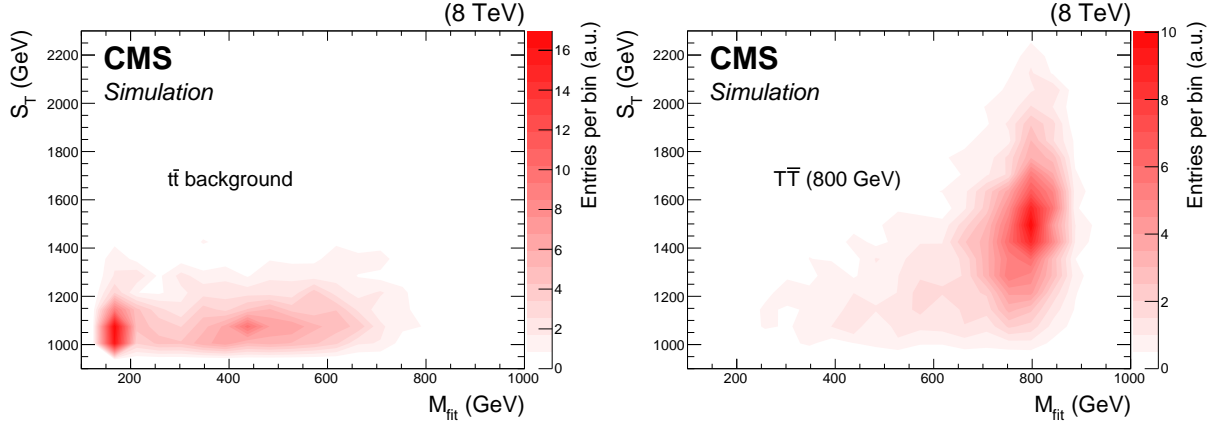 (8 TeV)
CMS
Simulation
tt̄ background
S_T (GeV)
2200
2000
1800
1600
1400
1200
1000
200
400
600
800
1000
M_fit (GeV)
16
14
12
10
8
6
4
2
0
Entries per bin (a.u.)
(8 TeV)
CMS
Simulation
TT̄ (800 GeV)
S_T (GeV)
2200
2000
1800
1600
1400
1200
1000
200
400
600
800
1000
M_fit (GeV)
10
8
6
4
2
0
Entries per bin (a.u.)